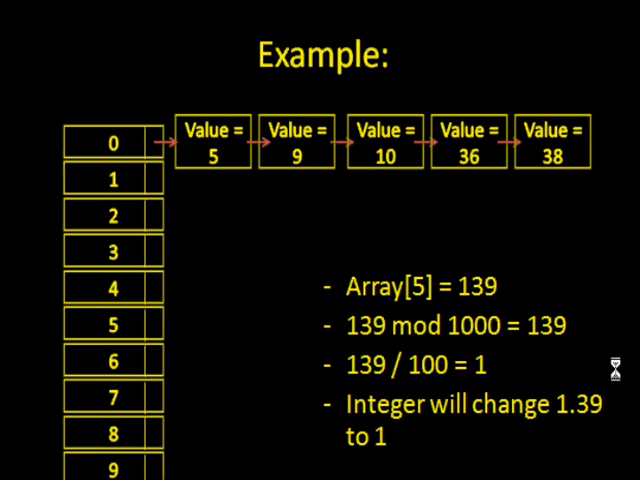 Example:
0 Value = 5 Value = 9 Value = 10 Value = 36 Value = 38
1
2
3
4
5
6
7
8
9
- Array[5] = 139
- 139 mod 1000 = 139
- 139 / 100 = 1
- Integer will change 1.39
to 1